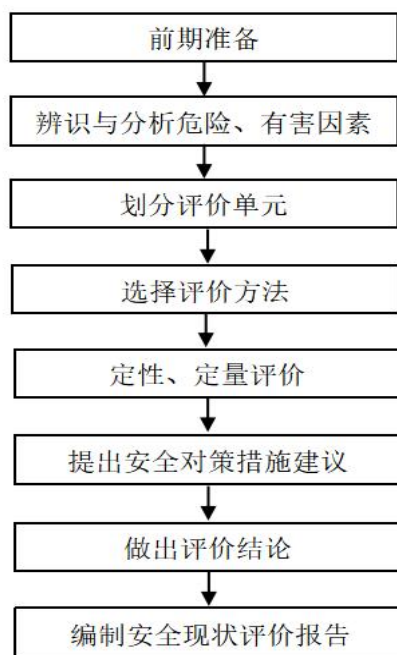 前期准备
辨识与分析危险、有害因素
划分评价单元
选择评价方法
定性、定量评价
提出安全对策措施建议
做出评价结论
编制安全现状评价报告